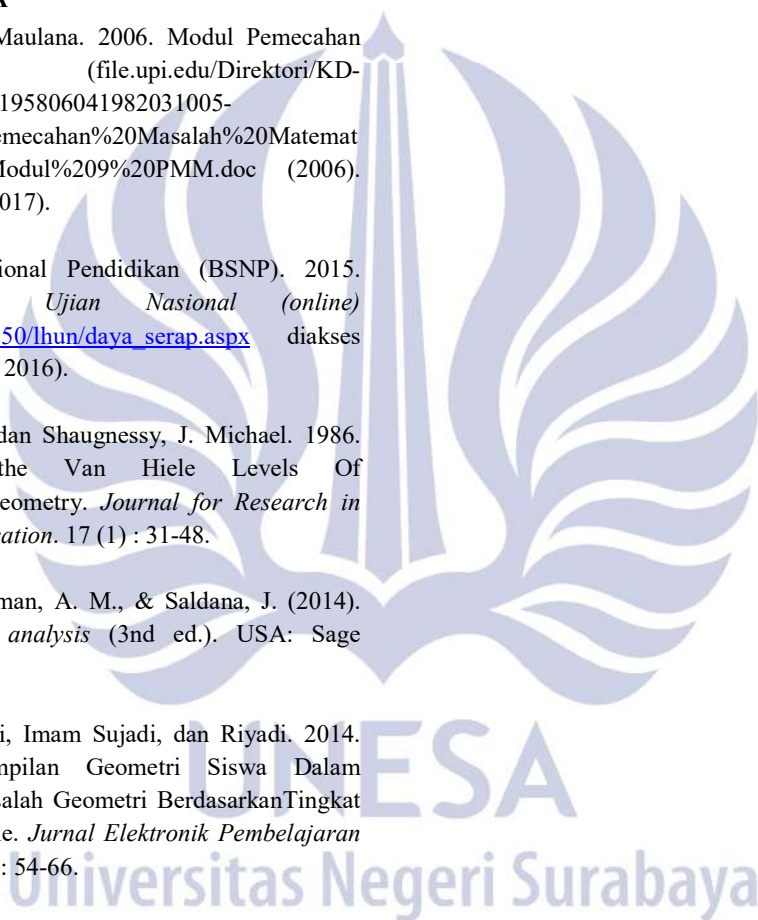 A
Maulana. 2006. Modul Pemecahan
(file.upi.edu/Direktori/KD-
195806041982031005-
emecahan%20Masalah%20Matemat
Modul%209%20PMM.doc (2006).
017).
ional Pendidikan (BSNP). 2015.
Ujian Nasional (online)
50/lhun/daya_serap.aspx diakses
2016).
dan Shaugnessy, J. Michael. 1986.
the Van Hiele Levels Of
eometry. Journal for Research in
ation. 17 (1) : 31-48.
man, A. M., & Saldana, J. (2014).
analysis (3nd ed.). USA: Sage
i, Imam Sujadi, dan Riyadi. 2014.
mpilan Geometri Siswa Dalam
salah Geometri BerdasarkanTingkat
le. Jurnal Elektronik Pembelajaran
: 54-66.
UNESA
Universitas Negeri Surabaya